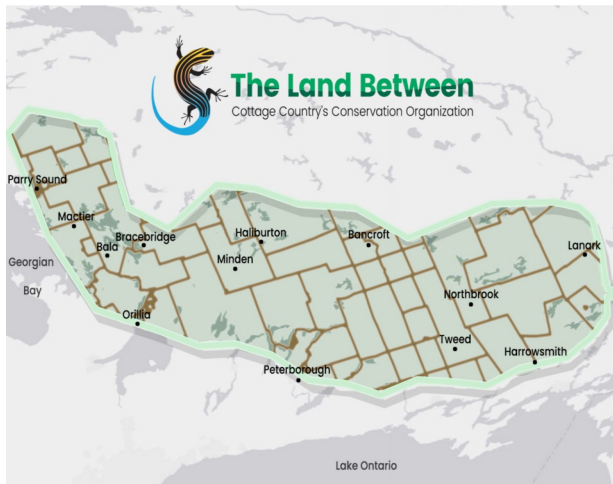 The Land Between
Cottage Country's Conservation Organization
Parry Sound
Mactier
Bracebridge
Haliburton
Bancroft
Bala
Lanark
Georgian
Bay
Minden
Northbrook
Orillia
Tweed
Harrowsmith
Peterborough
Lake Ontario